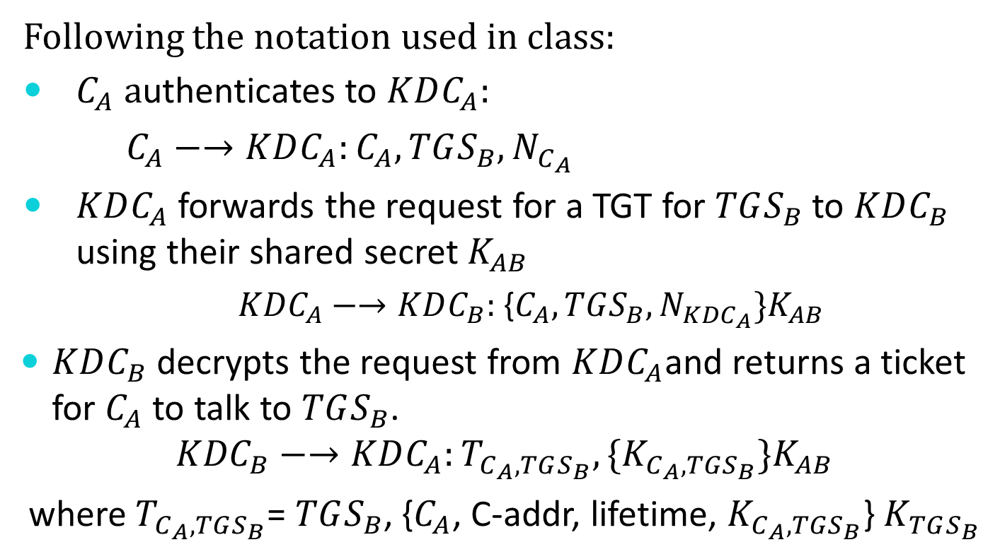 Following the notation used in class:
• $C_A$ authenticates to $KDC_A$:
$C_A \dashrightarrow KDC_A: C_A, TGS_B, N_{C_A}$
• $KDC_A$ forwards the request for a TGT for $TGS_B$ to $KDC_B$
using their shared secret $K_{AB}$
$KDC_A \dashrightarrow KDC_B: \{C_A, TGS_B, N_{KDC_A}\}K_{AB}$
• $KDC_B$ decrypts the request from $KDC_A$and returns a ticket
for $C_A$ to talk to $TGS_B$.
$KDC_B \dashrightarrow KDC_A: T_{C_A,TGS_B}, \{K_{C_A,TGS_B}\}K_{AB}$
where $T_{C_A,TGS_B}$= $TGS_B$, {$C_A$, C-addr, lifetime, $K_{C_A,TGS_B}$} $K_{TGS_B}$